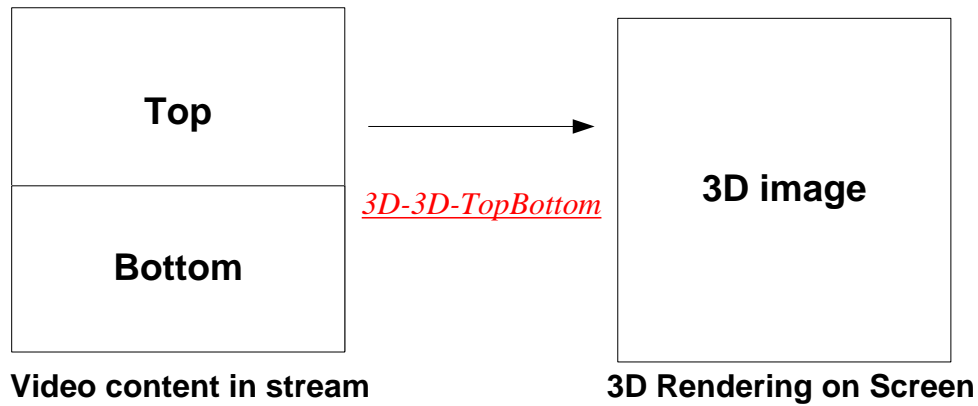 Top
Bottom
3D-3D-TopBottom
3D image
Video content in stream
3D Rendering on Screen